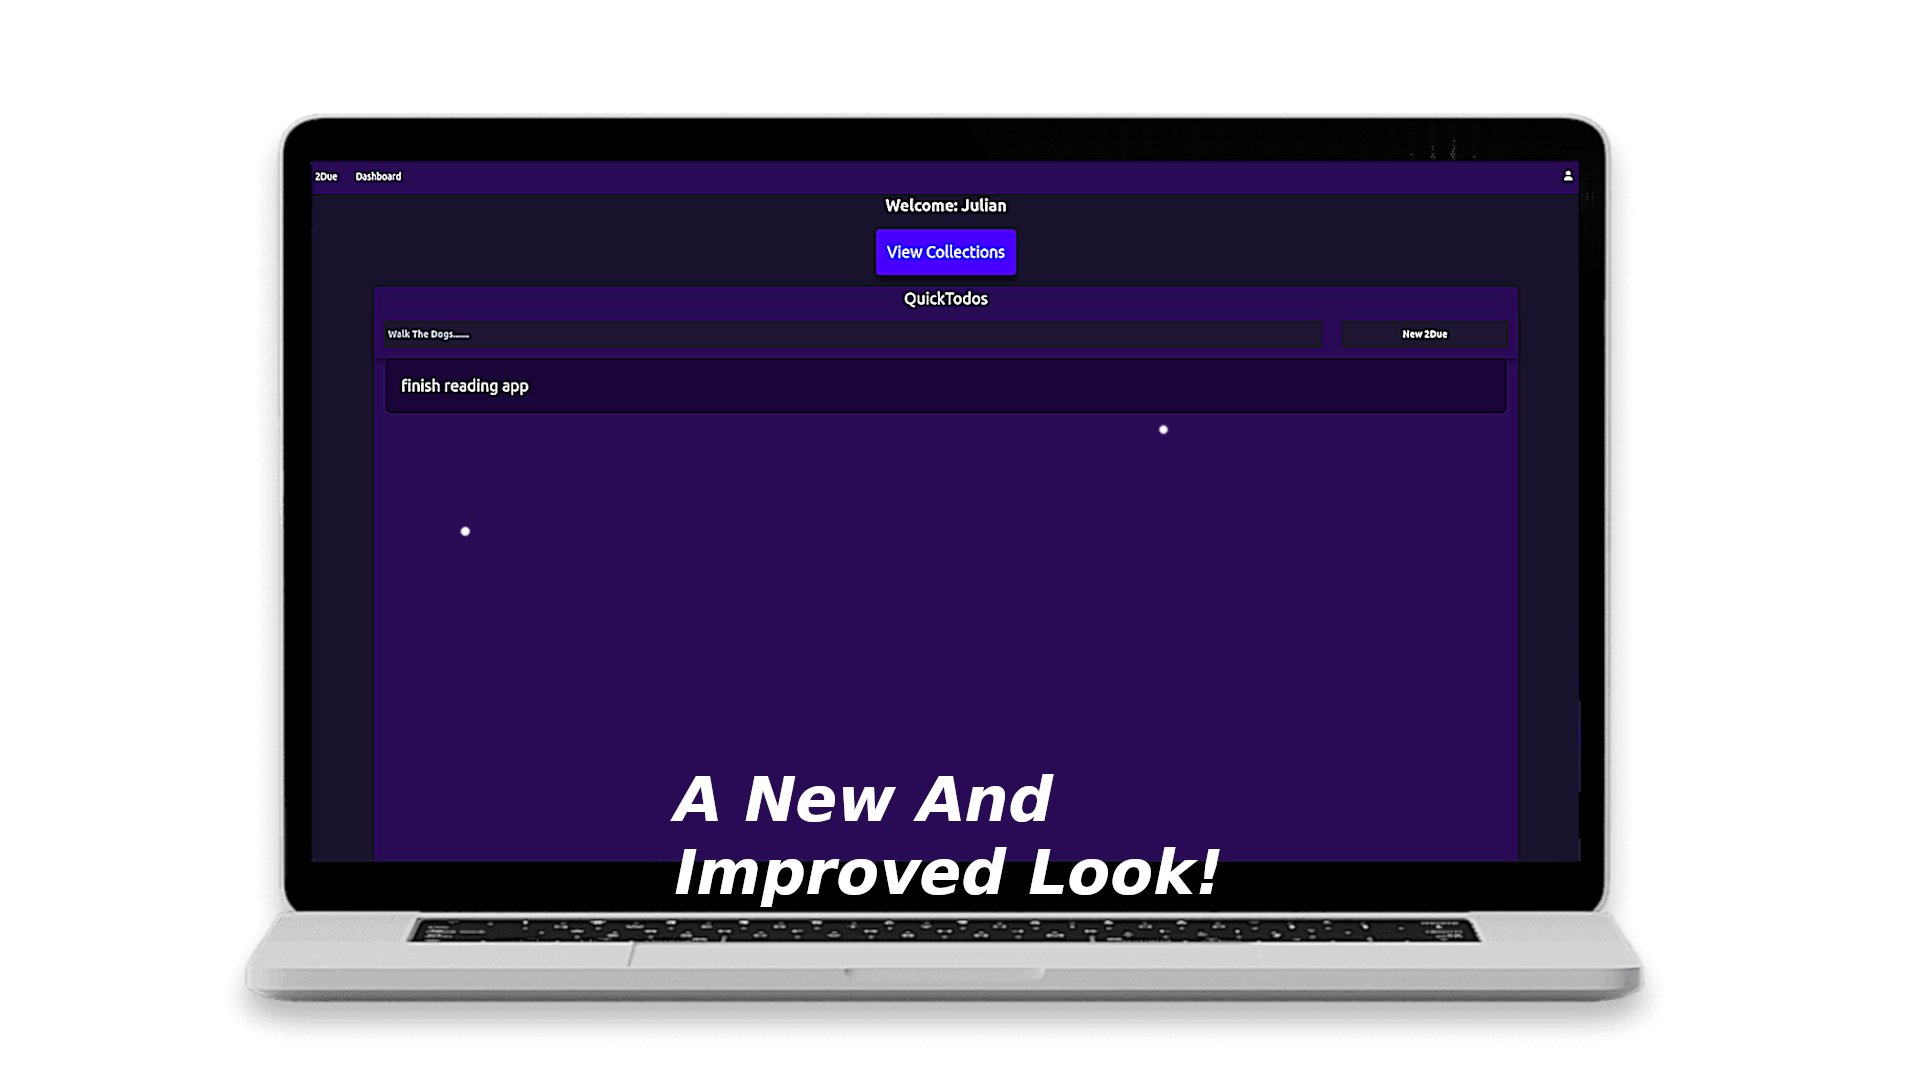 2Due Dashboard
Welcome: Julian
View Collections
QuickTodos
Walk The Dogs...... New 2Due
finish reading app
A New And
Improved Look!